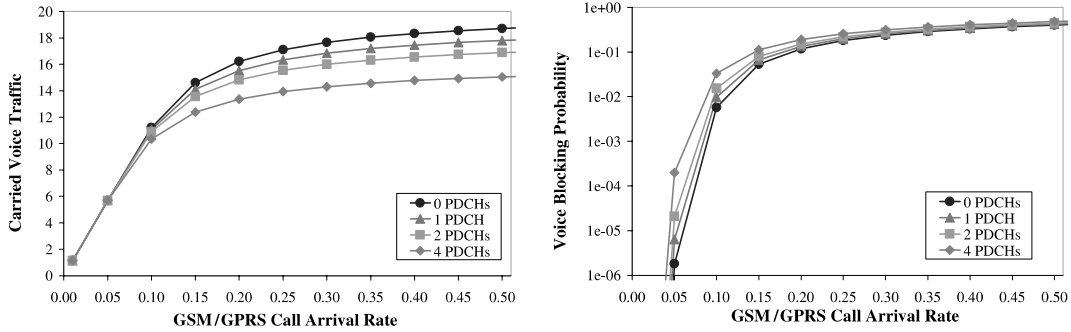 20
18
16
14
12
10
8
6
4
2
0
Carried Voice Traffic
0 PDCHs
1 PDCH
2 PDCHs
4 PDCHs
0.00 0.05 0.10 0.15 0.20 0.25 0.30 0.35 0.40 0.45 0.50
GSM/GPRS Call Arrival Rate
1e+00
1e-01
1e-02
1e-03
1e-04
1e-05
1e-06
Voice Blocking Probability
0 PDCHs
1 PDCH
2 PDCHs
4 PDCHs
0.00 0.05 0.10 0.15 0.20 0.25 0.30 0.35 0.40 0.45 0.50
GSM/GPRS Call Arrival Rate